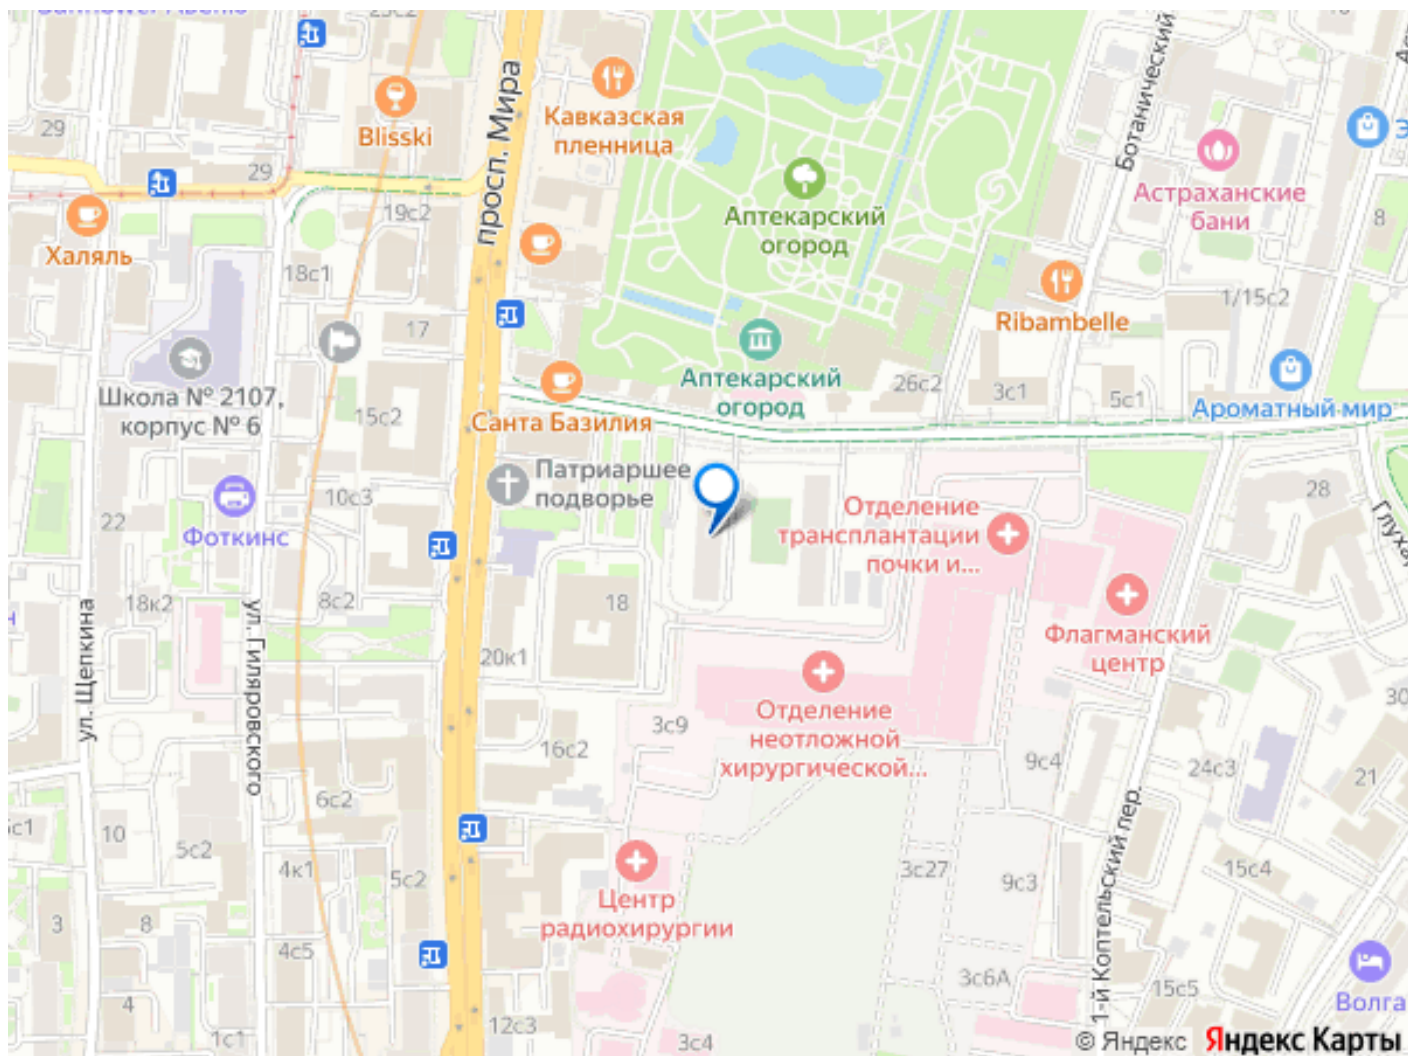 29
Blisski
просп. Мира
Кавказская
пленница
Ботанический
Астраханские
бани
29
19с2
Халяль
Аптекарский
огород
8
18с1
17
1/15с2
Ribambelle
Школа № 2107,
корпус № 6
15с2
Санта Базилия
Аптекарский
огород
26с2
3с1
5с1
Ароматный мир
Патриаршее
подворье
22
Фоткинс
10с3
Отделение
трансплантации
почки и...
28
18к2
8с2
18
ул. Щепкина
ул. Гиляровского
20к1
Флагманский
центр
30
3с9
Отделение
неотложной
хирургической...
16с2
9с4
24с3
21
6с2
10
5с2
4к1
5с2
3с27
9с3
15с4
1-й Коптельский пер.
Центр
радиохирургии
3
8
4с5
3с6А
15с5
Волга
4
1с1
12с3
3с4
© Яндекс Яндекс Карты